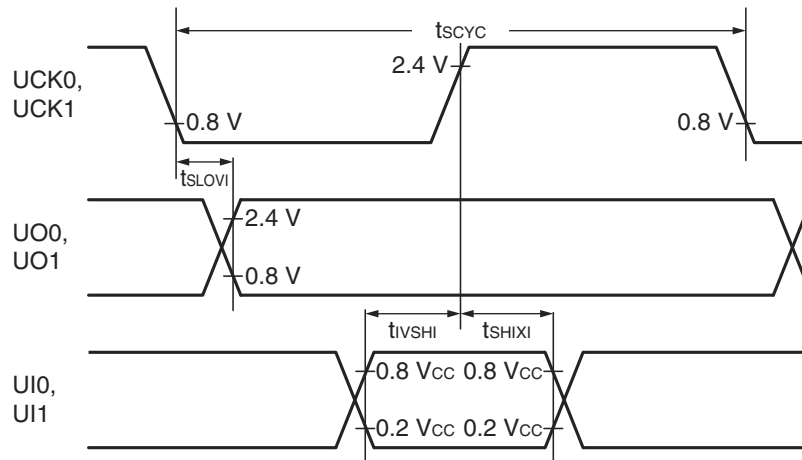 tSCYC
UCK0,
UCK1
2.4 V
0.8 V
0.8 V
tSLOVI
UO0,
UO1
2.4 V
0.8 V
tIVSHI
tSHIXI
UI0,
UI1
0.8 VCC
0.8 VCC
0.2 VCC
0.2 VCC